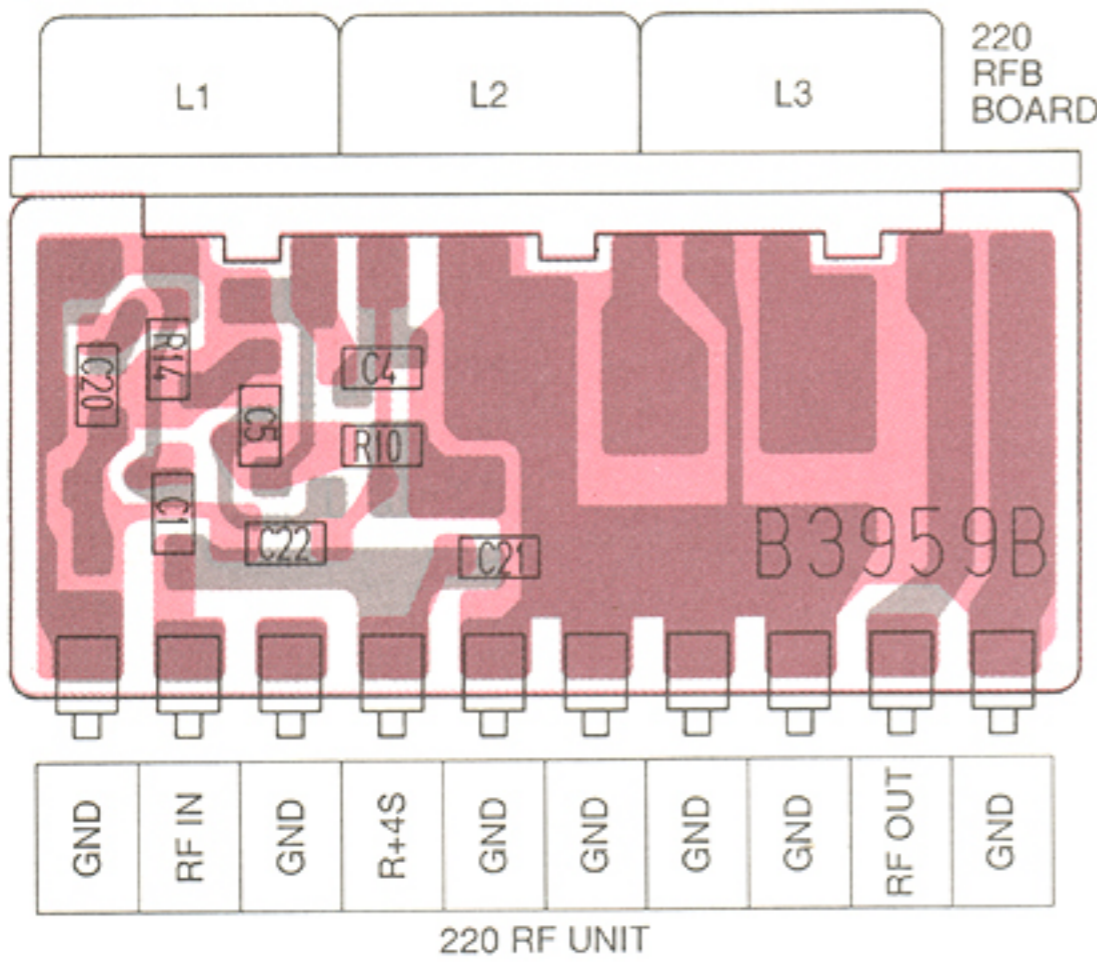 L1
L2
L3
220
RFB
BOARD
C20
R14
C5
C4
R10
C1
C22
C21
B3959B
GND
RF IN
GND
R+4S
GND
GND
GND
GND
RF OUT
GND
220 RF UNIT